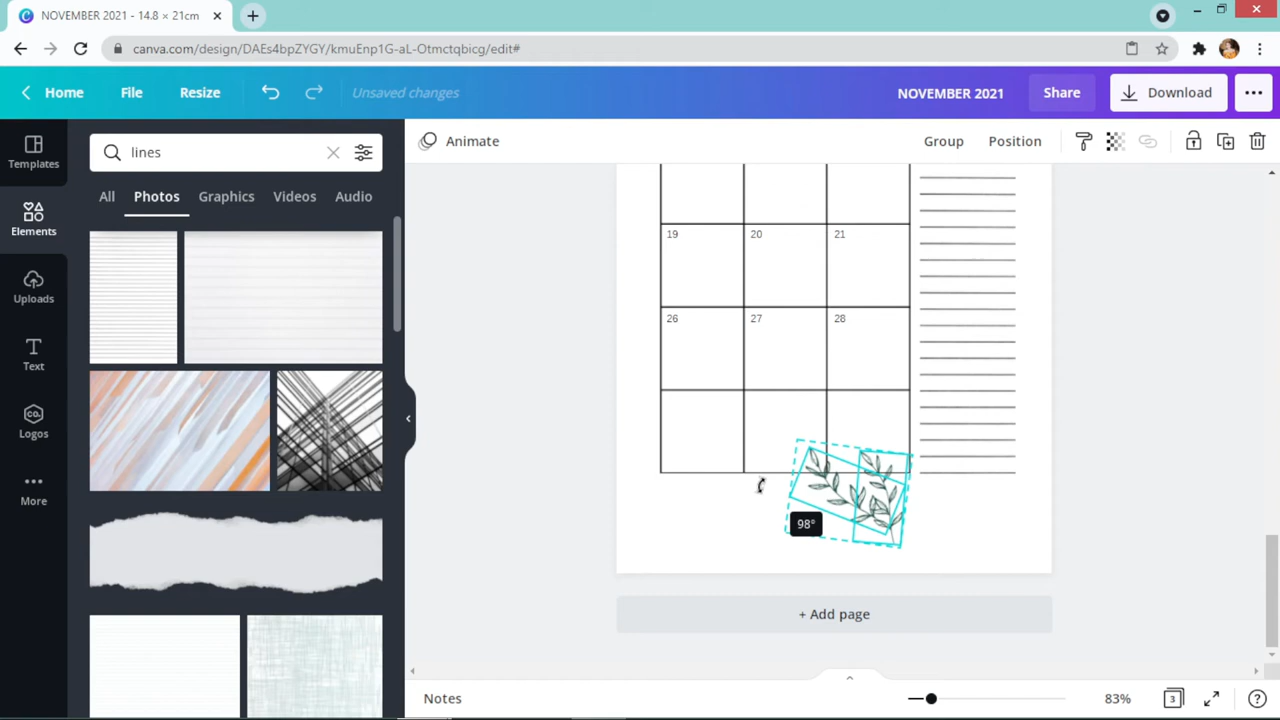 NOVEMBER 2021 - 14.8 × 21cm
canva.com/design/DAEs4bpZYGY/kmuEnp1G-aL-Otmctqbicg/edit#
Home File Resize Unsaved changes NOVEMBER 2021 Share Download
Templates
Elements
Uploads
Text
CO.
Logos
More
lines
All Photos Graphics Videos Audio
Animate Group Position
19 20 21
26 27 28
98°
+ Add page
Notes 83% 3